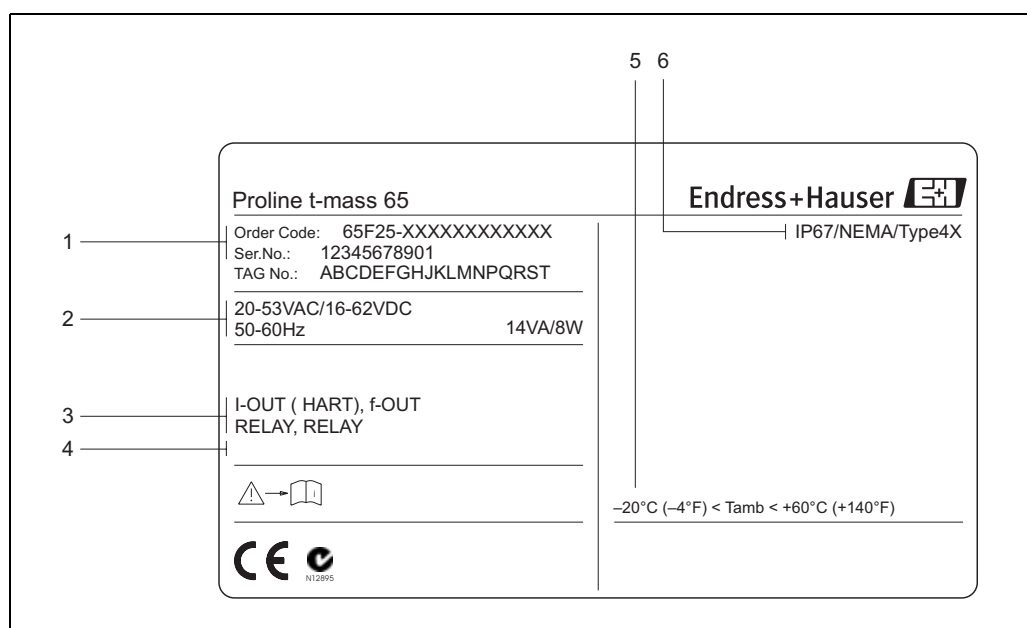 5 6
Proline t-mass 65
Endress+Hauser
1
Order Code: 65F25-XXXXXXXXXXXX
Ser.No.: 12345678901
TAG No.: ABCDEFGHJKLMNPQRST
IP67/NEMA/Type4X
2
20-53VAC/16-62VDC
50-60Hz 14VA/8W
3
I-OUT ( HART), f-OUT
RELAY, RELAY
4
i
–20°C (–4°F) < Tamb < +60°C (+140°F)
CE
N12895